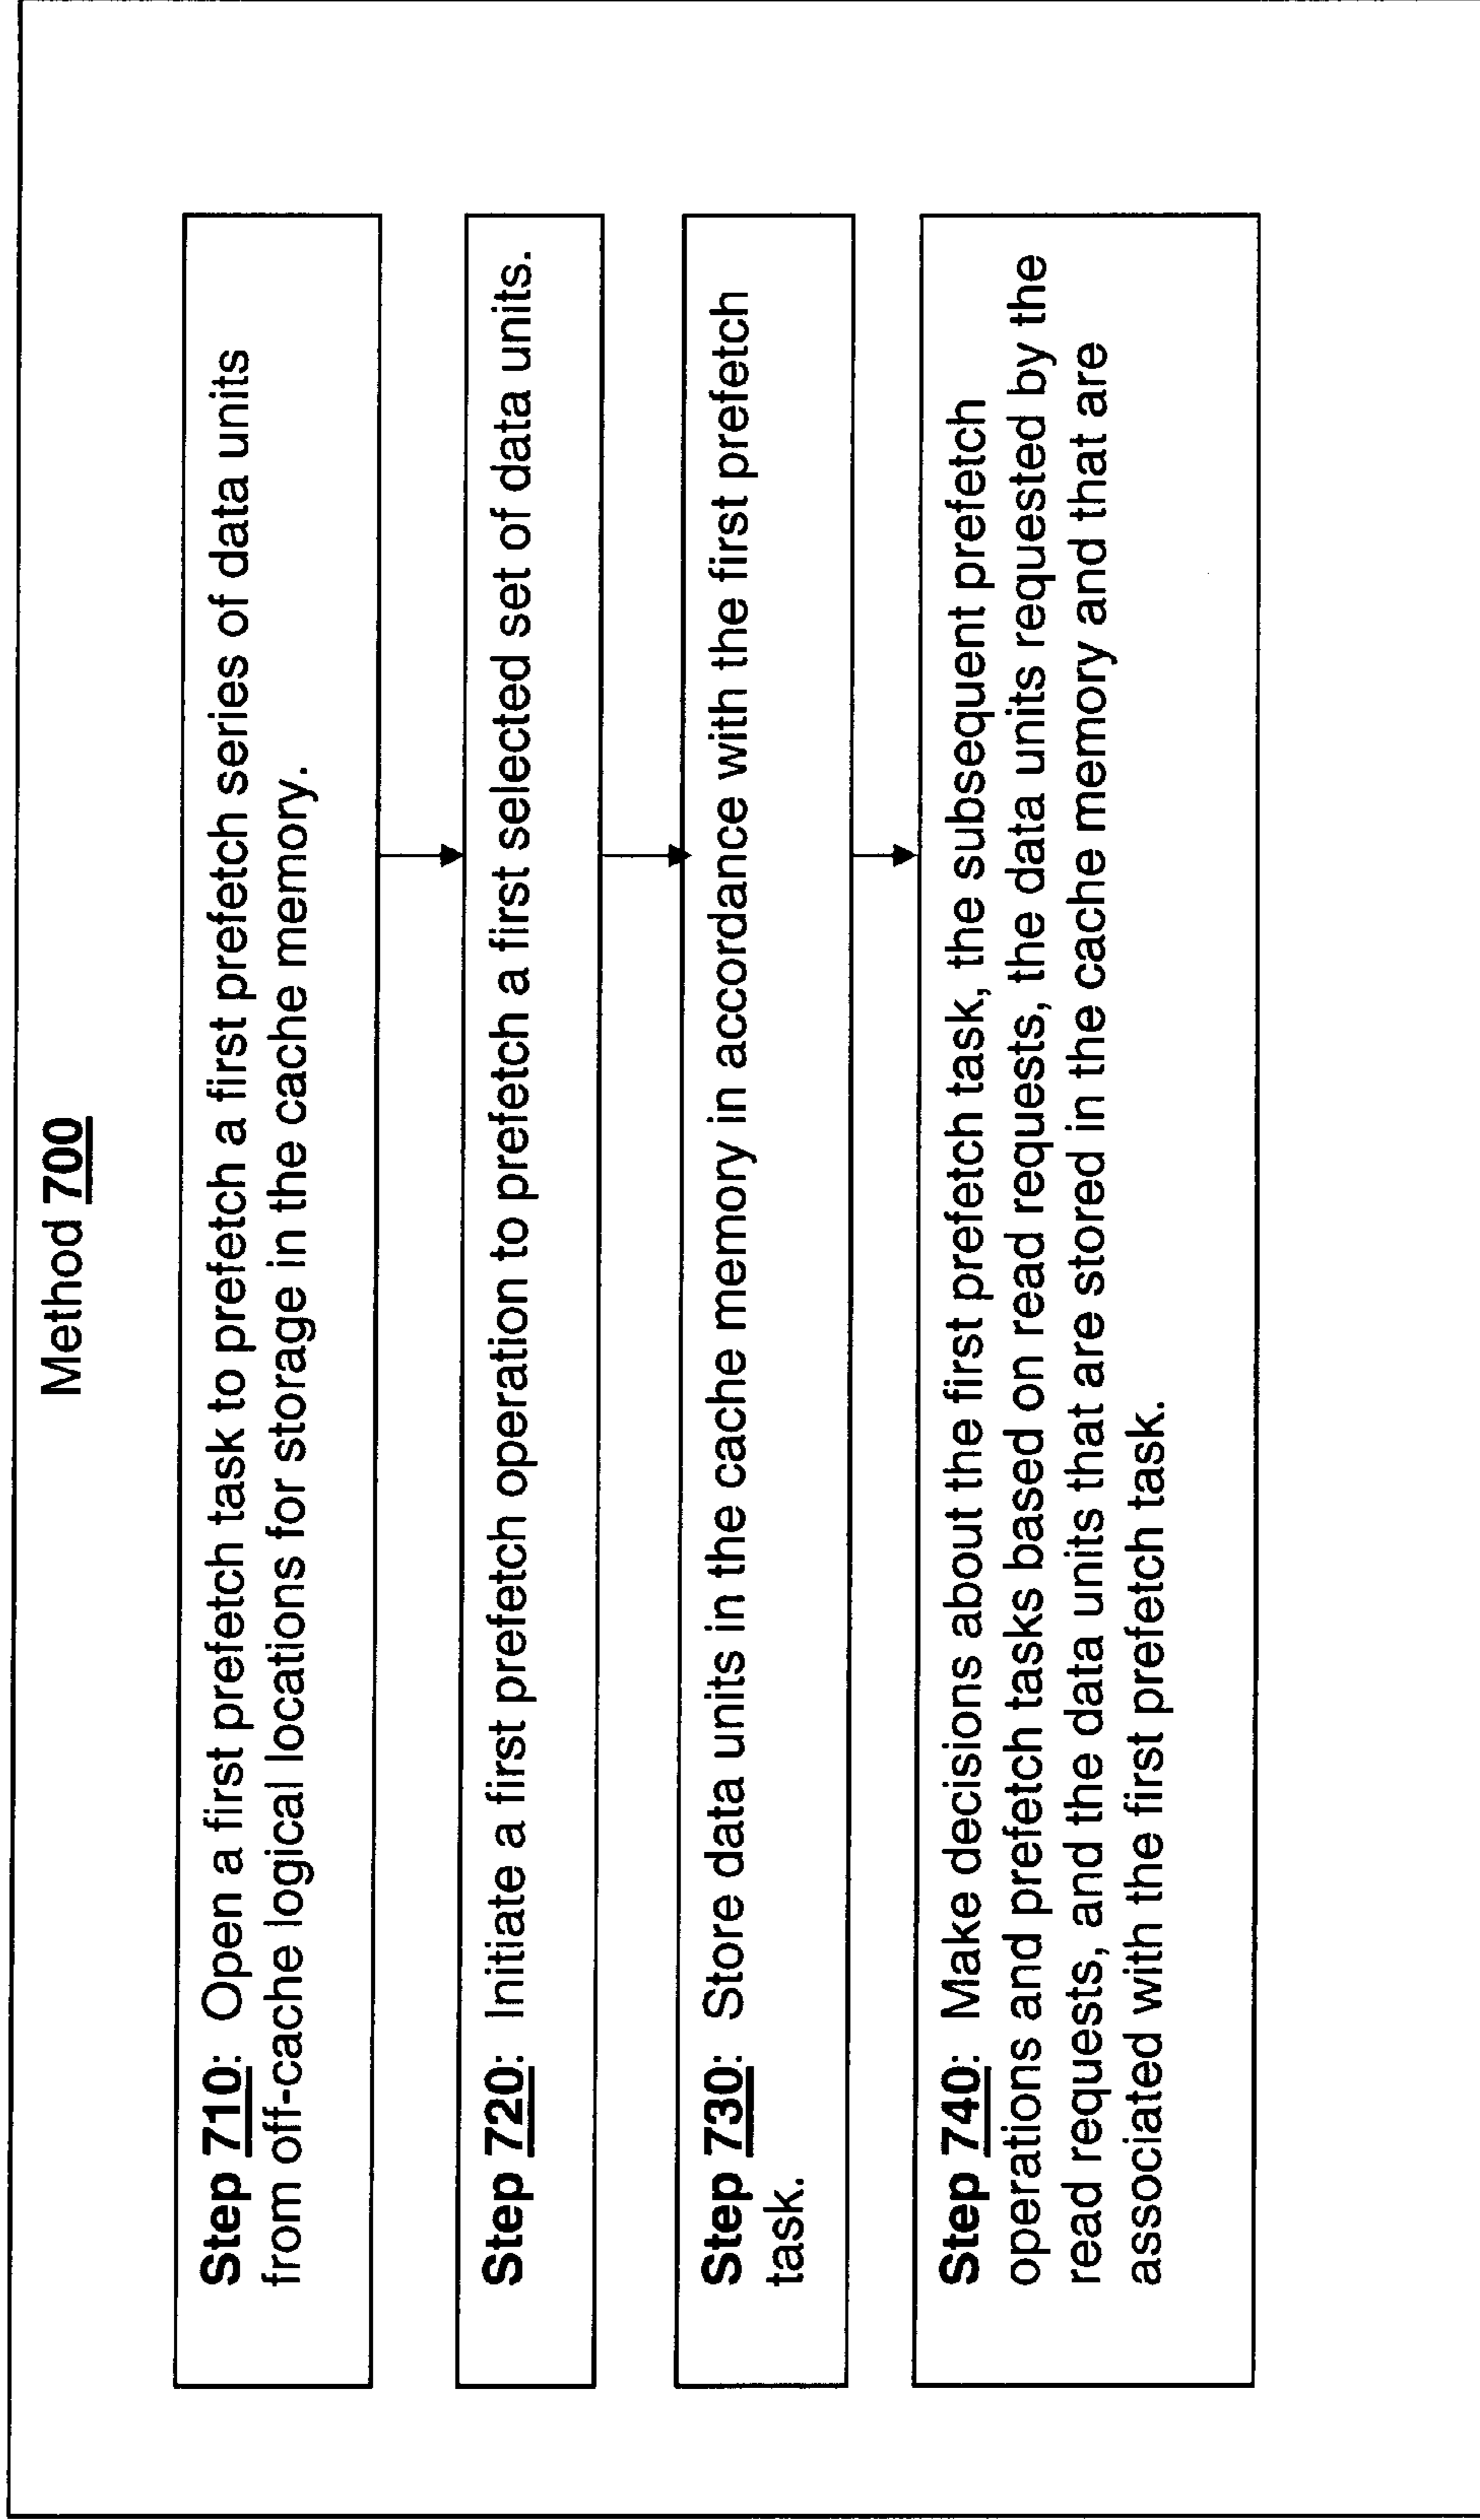 Method 700
Step 710: Open a first prefetch task to prefetch a first prefetch series of data units
from off-cache logical locations for storage in the cache memory.
Step 720: Initiate a first prefetch operation to prefetch a first selected set of data units.
Step 730: Store data units in the cache memory in accordance with the first prefetch
task.
Step 740: Make decisions about the first prefetch task, the subsequent prefetch
operations and prefetch tasks based on read requests, the data units requested by the
read requests, and the data units that are stored in the cache memory and that are
associated with the first prefetch task.